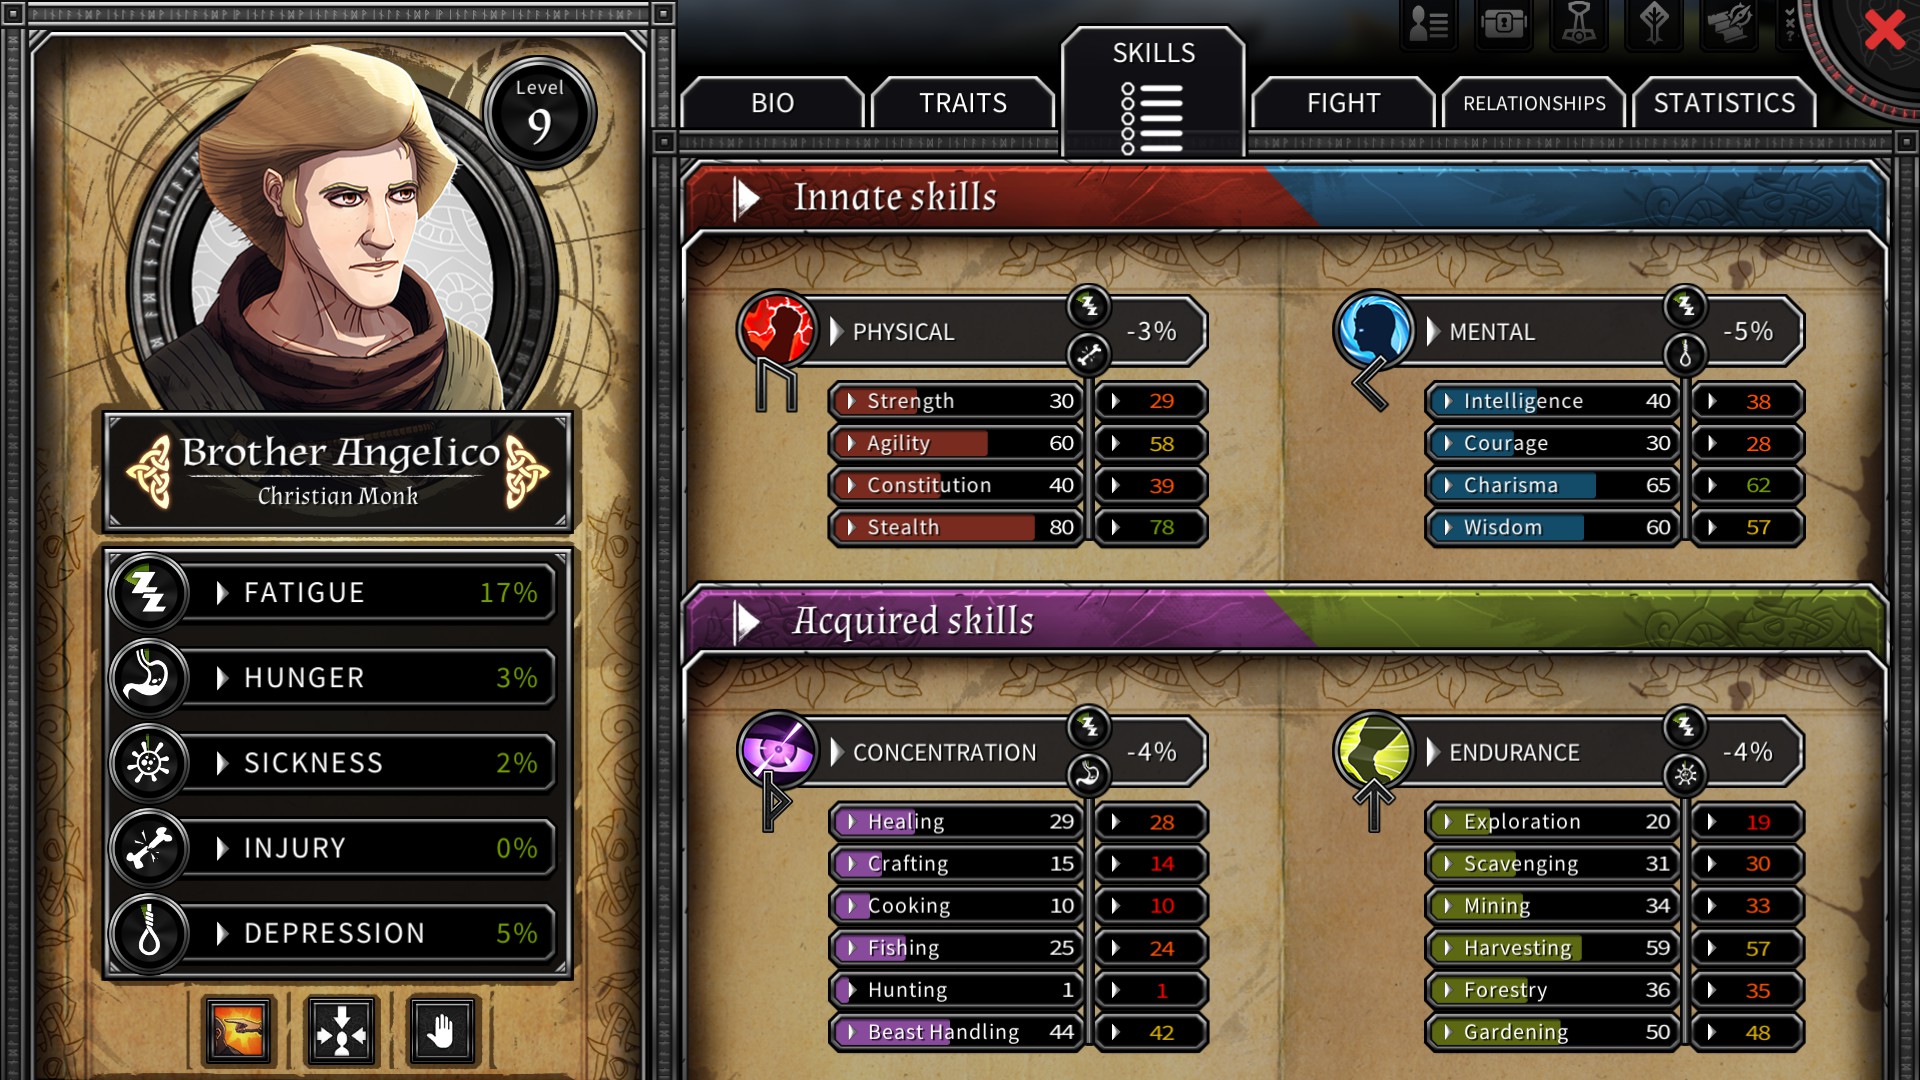 Level
9
Brother Angelico
Christian Monk
FATIGUE 17%
HUNGER 3%
SICKNESS 2%
INJURY 0%
DEPRESSION 5%
BIO
TRAITS
SKILLS
FIGHT
RELATIONSHIPS
STATISTICS
Innate skills
PHYSICAL -3%
Strength 30 29
Agility 60 58
Constitution 40 39
Stealth 80 78
MENTAL -5%
Intelligence 40 38
Courage 30 28
Charisma 65 62
Wisdom 60 57
Acquired skills
CONCENTRATION -4%
Healing 29 28
Crafting 15 14
Cooking 10 10
Fishing 25 24
Hunting 1 1
Beast Handling 44 42
ENDURANCE -4%
Exploration 20 19
Scavenging 31 30
Mining 34 33
Harvesting 59 57
Forestry 36 35
Gardening 50 48